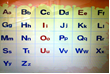 Aa Bb Cc Dd Ee Ff
Gg Hh Ii Jj Kk Ll
Mm Nn Oo Pp Qq Rr
Ss Tt Uu Vv Ww Xx
Yy Zz